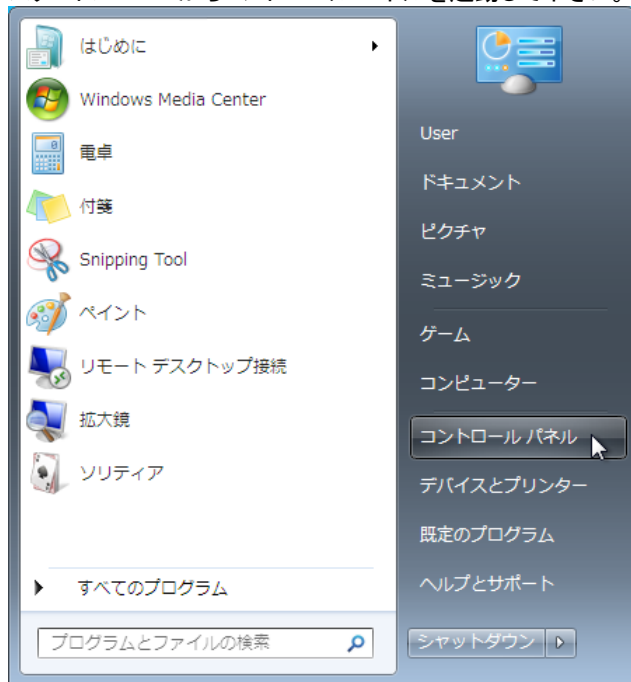 はじめに
Windows Media Center
電卓
付箋
Snipping Tool
ペイント
リモート デスクトップ接続
拡大鏡
ソリティア
すべてのプログラム
プログラムとファイルの検索
User
ドキュメント
ピクチャ
ミュージック
ゲーム
コンピューター
コントロール パネル
デバイスとプリンター
既定のプログラム
ヘルプとサポート
シャットダウン